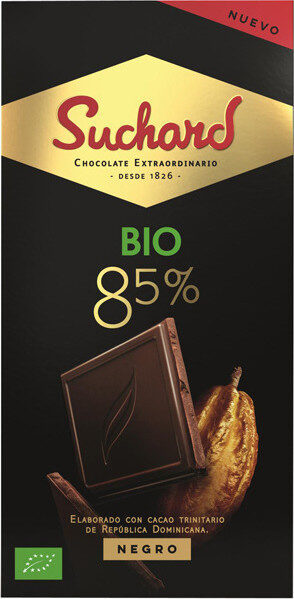 NUEVO
Suchard
CHOCOLATE EXTRAORDINARIO
- DESDE 1826 -
BIO
85%
ELABORADO CON CACAO TRINITARIO
DE REPÚBLICA DOMINICANA.
NEGRO